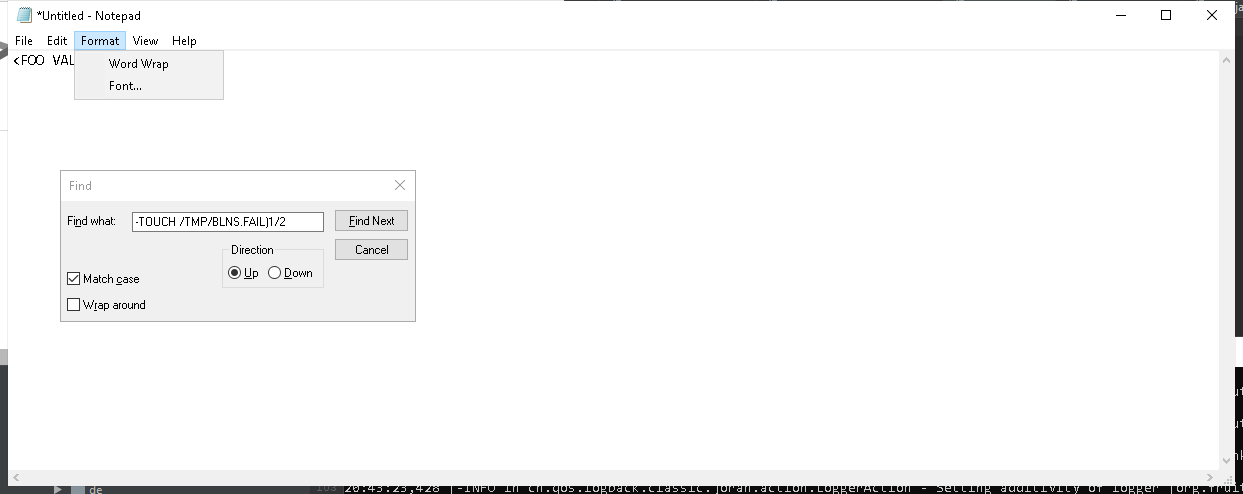 *Untitled - Notepad
File Edit Format View Help
<FOO VAL
Word Wrap
Font...
Find
Find what: -TOUCH /TMP/BLNS.FAIL)1/2 Find Next
Direction Cancel
Up Down
Match case
Wrap around
de
20:43:23,428 |-INFO in ch.qos.logback.classic.joran.action.LoggerAction - Setting additivity of logger